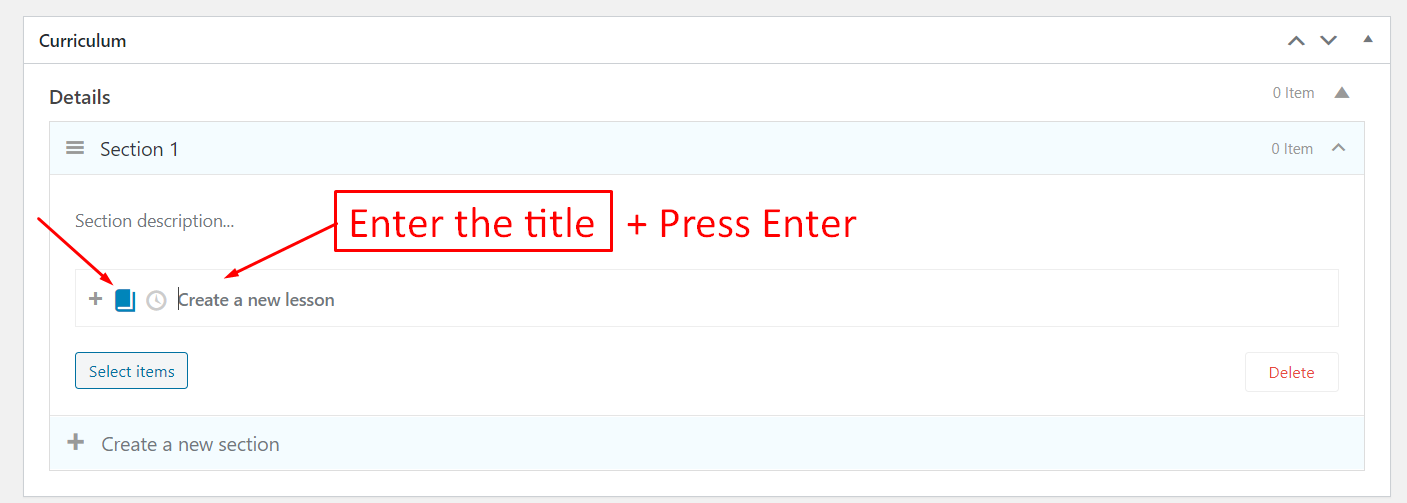 Curriculum
Details
0 Item
Section 1
0 Item
Section description...
Enter the title + Press Enter
Create a new lesson
Select items
Delete
Create a new section